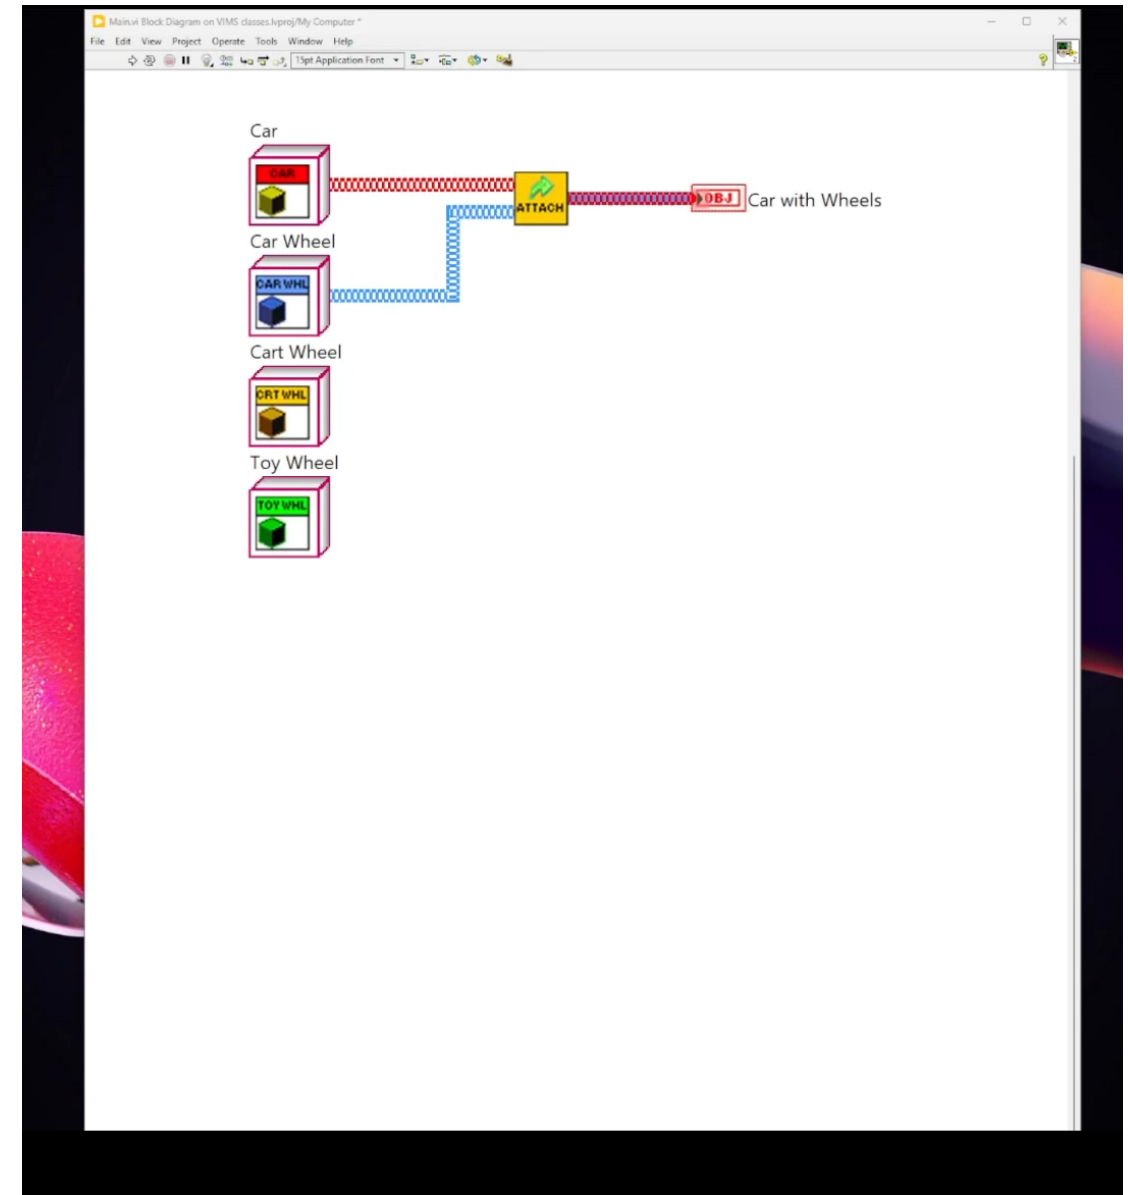 Main.vi Block Diagram on VIMS classes.lvproj/My Computer *
File Edit View Project Operate Tools Window Help
15pt Application Font
Car
CAR
ATTACH
OBJ
Car with Wheels
Car Wheel
CAR WHL
Cart Wheel
CRT WHL
Toy Wheel
TOY WHL